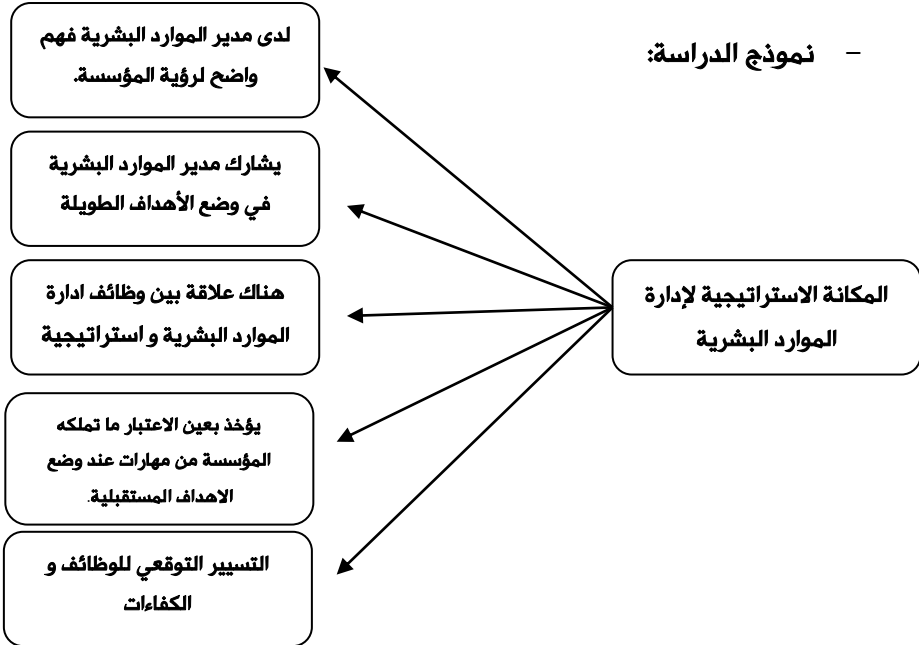 – نموذج الدراسة:
المكانة الاستراتيجية لإدارة
الموارد البشرية
لدى مدير الموارد البشرية فهم
واضح لرؤية المؤسسة.
يشارك مدير الموارد البشرية
في وضع الأهداف الطويلة
هناك علاقة بين وظائف ادارة
الموارد البشرية و استراتيجية
يؤخذ بعين الاعتبار ما تملكه
المؤسسة من مهارات عند وضع
الاهداف المستقبلية.
التسيير التوقعي للوظائف و
الكفاءات